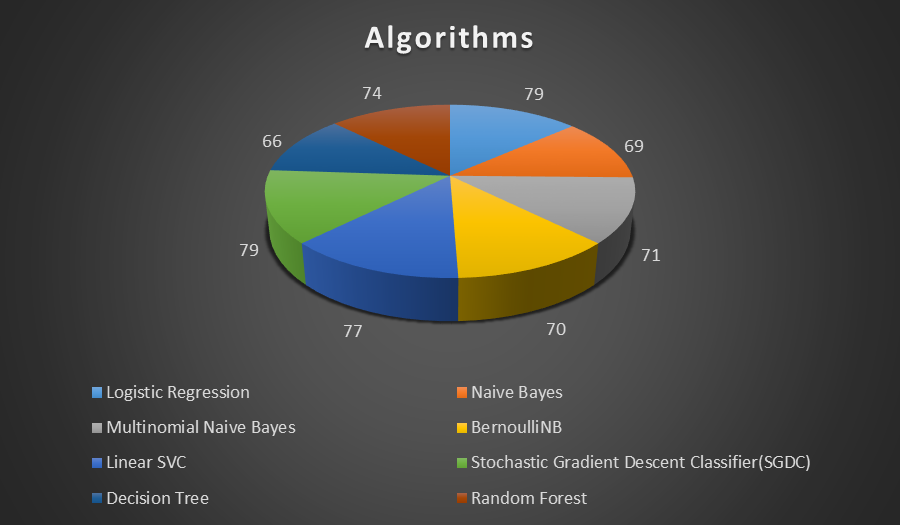 Algorithms
74
79
66
69
79
71
77
70
Logistic Regression
Naive Bayes
Multinomial Naive Bayes
BernoulliNB
Linear SVC
Stochastic Gradient Descent Classifier(SGDC)
Decision Tree
Random Forest